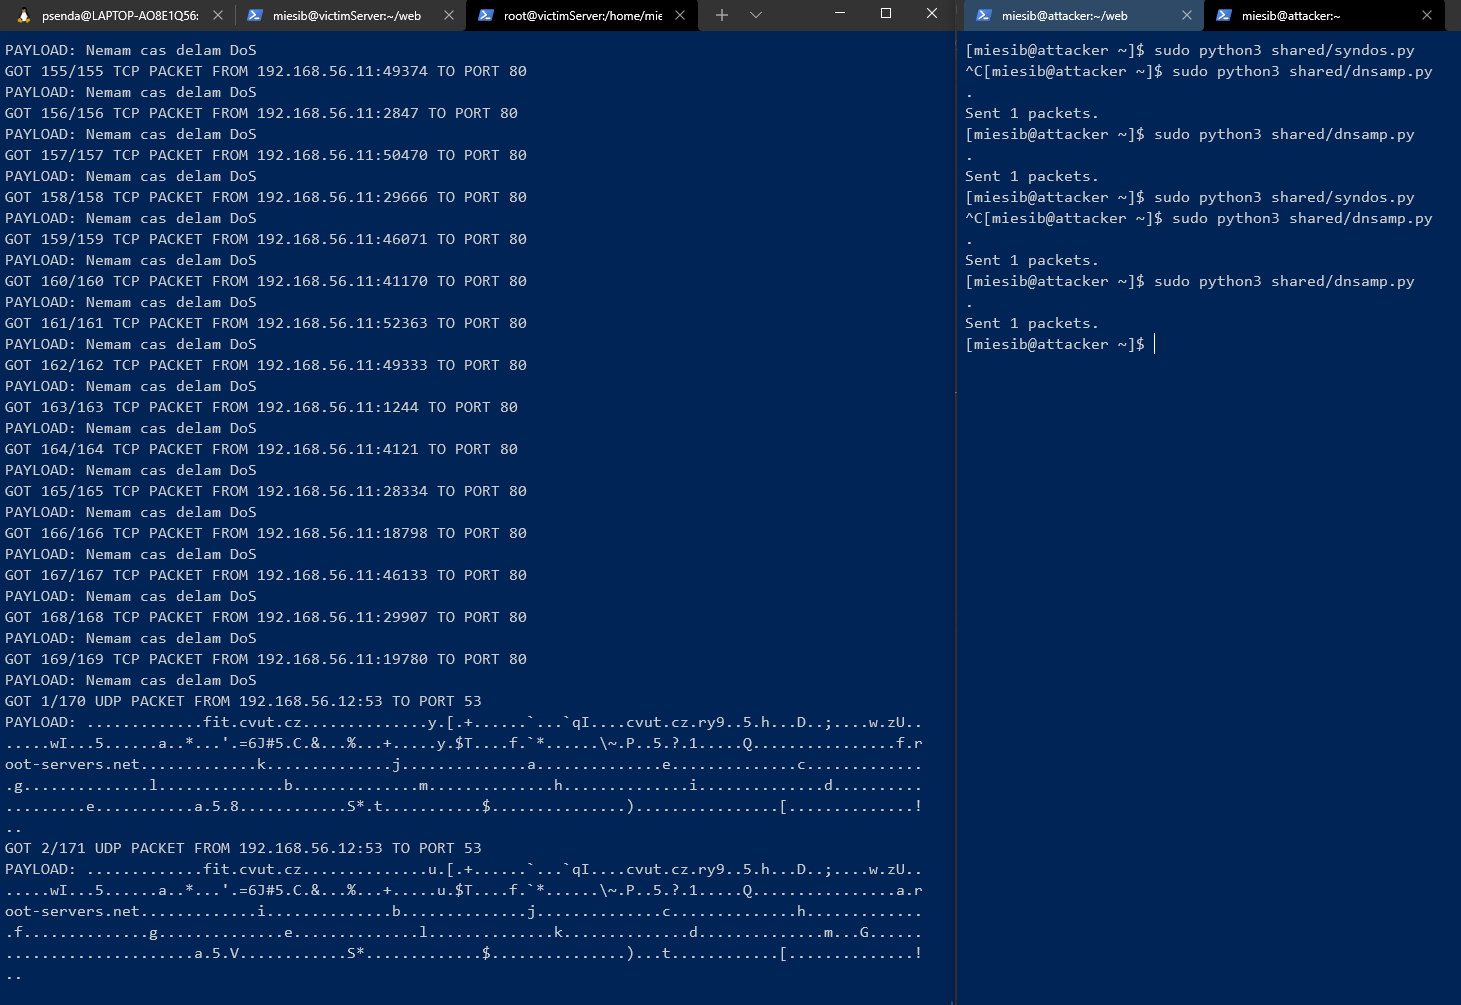 psenda@LAPTOP-AO8E1Q56:
miesib@victimServer:~/web
root@victimServer:/home/mie
PAYLOAD: Nemam cas delam DoS
GOT 155/155 TCP PACKET FROM 192.168.56.11:49374 TO PORT 80
PAYLOAD: Nemam cas delam DoS
GOT 156/156 TCP PACKET FROM 192.168.56.11:2847 TO PORT 80
PAYLOAD: Nemam cas delam DoS
GOT 157/157 TCP PACKET FROM 192.168.56.11:50470 TO PORT 80
PAYLOAD: Nemam cas delam DoS
GOT 158/158 TCP PACKET FROM 192.168.56.11:29666 TO PORT 80
PAYLOAD: Nemam cas delam DoS
GOT 159/159 TCP PACKET FROM 192.168.56.11:46071 TO PORT 80
PAYLOAD: Nemam cas delam DoS
GOT 160/160 TCP PACKET FROM 192.168.56.11:41170 TO PORT 80
PAYLOAD: Nemam cas delam DoS
GOT 161/161 TCP PACKET FROM 192.168.56.11:52363 TO PORT 80
PAYLOAD: Nemam cas delam DoS
GOT 162/162 TCP PACKET FROM 192.168.56.11:49333 TO PORT 80
PAYLOAD: Nemam cas delam DoS
GOT 163/163 TCP PACKET FROM 192.168.56.11:1244 TO PORT 80
PAYLOAD: Nemam cas delam DoS
GOT 164/164 TCP PACKET FROM 192.168.56.11:4121 TO PORT 80
PAYLOAD: Nemam cas delam DoS
GOT 165/165 TCP PACKET FROM 192.168.56.11:28334 TO PORT 80
PAYLOAD: Nemam cas delam DoS
GOT 166/166 TCP PACKET FROM 192.168.56.11:18798 TO PORT 80
PAYLOAD: Nemam cas delam DoS
GOT 167/167 TCP PACKET FROM 192.168.56.11:46133 TO PORT 80
PAYLOAD: Nemam cas delam DoS
GOT 168/168 TCP PACKET FROM 192.168.56.11:29907 TO PORT 80
PAYLOAD: Nemam cas delam DoS
GOT 169/169 TCP PACKET FROM 192.168.56.11:19780 TO PORT 80
PAYLOAD: Nemam cas delam DoS
GOT 1/170 UDP PACKET FROM 192.168.56.12:53 TO PORT 53
PAYLOAD: .............fit.cvut.cz..............y.[.+......`...`qI....cvut.cz.ry9..5.h...D..;....w.zU..
.....wI...5......a..*...'.=6J#5.C.&...%...+.....y.$T....f.`*......\~.P..5.?.1.....Q................f.r
oot-servers.net.............k..............j..............a..............e..............c.............
.g..............l..............b..............m..............h..............i..............d..........
.........e...........a.5.8............S*.t...........$...............)................[..............!
..
GOT 2/171 UDP PACKET FROM 192.168.56.12:53 TO PORT 53
PAYLOAD: .............fit.cvut.cz..............u.[.+......`...`qI....cvut.cz.ry9..5.h...D..;....w.zU..
.....wI...5......a..*...'.=6J#5.C.&...%...+.....u.$T....f.`*......\~.P..5.?.1.....Q................a.r
oot-servers.net.............i..............b..............j..............c..............h.............
.f..............g..............e..............l..............k..............d..............m...G......
.....................a.5.V............S*.............$...............)...t............[..............!
..
miesib@attacker:~/web
miesib@attacker:~
[miesib@attacker ~]$ sudo python3 shared/syndos.py
^C[miesib@attacker ~]$ sudo python3 shared/dnsamp.py
.
Sent 1 packets.
[miesib@attacker ~]$ sudo python3 shared/dnsamp.py
.
Sent 1 packets.
[miesib@attacker ~]$ sudo python3 shared/syndos.py
^C[miesib@attacker ~]$ sudo python3 shared/dnsamp.py
.
Sent 1 packets.
[miesib@attacker ~]$ sudo python3 shared/dnsamp.py
.
Sent 1 packets.
[miesib@attacker ~]$